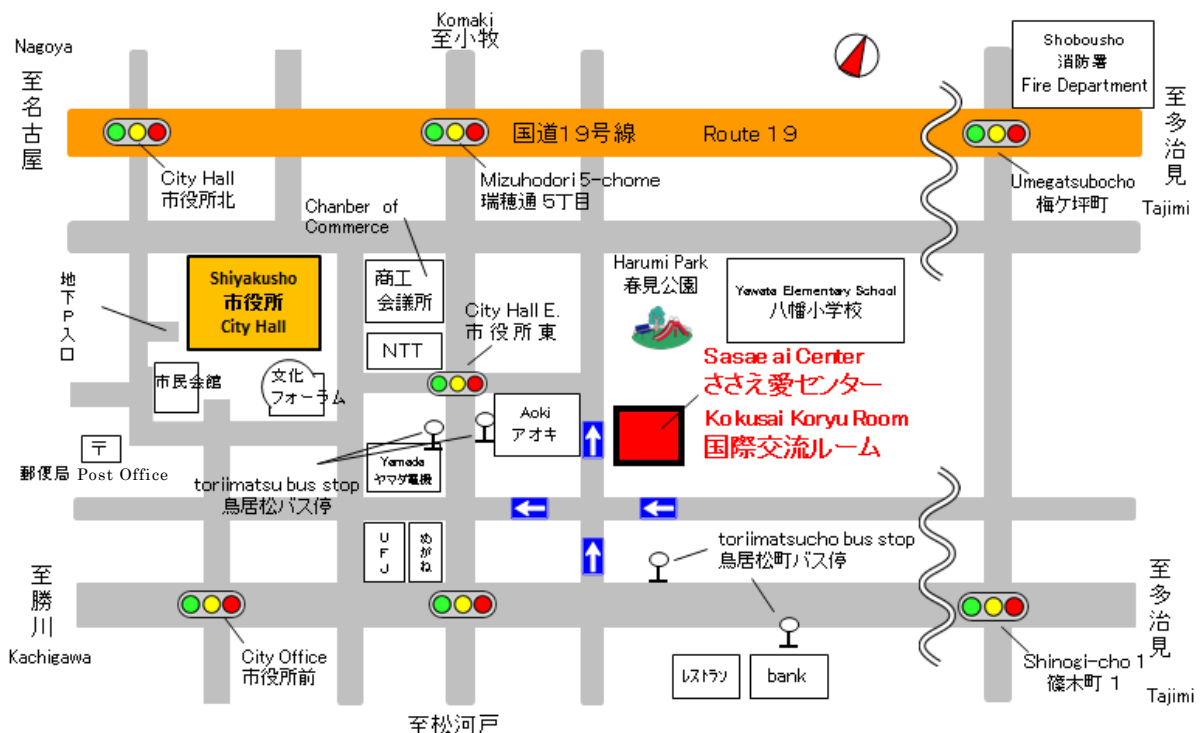 Komaki
至小牧
Nagoya
至名古屋
Shobousho
消防署
Fire Department
至多治見
Tajimi
国道19号線 Route 19
City Hall
市役所北
Mizuhodori 5-chome
瑞穂通 5丁目
Umegatsubocho
梅ケ坪町
Chanber of
Commerce
地下P入口
Shiyakusho
市役所
City Hall
商工
会議所
NTT
City Hall E.
市役所東
Harumi Park
春見公園
Yawata Elementary School
八幡小学校
Sasae ai Center
ささえ愛センター
Kokusai Koryu Room
国際交流ルーム
市民会館
文化
フォーラム
Aoki
アオキ
〒
郵便局 Post Office
Yamada
ヤマダ電機
toriimatsu bus stop
鳥居松バス停
UFJ
めがね
toriimatsucho bus stop
鳥居松町バス停
至勝川
Kachigawa
City Office
市役所前
レストラン
bank
Shinogi-cho 1
篠木町 1
至多治見
Tajimi
至松河戸